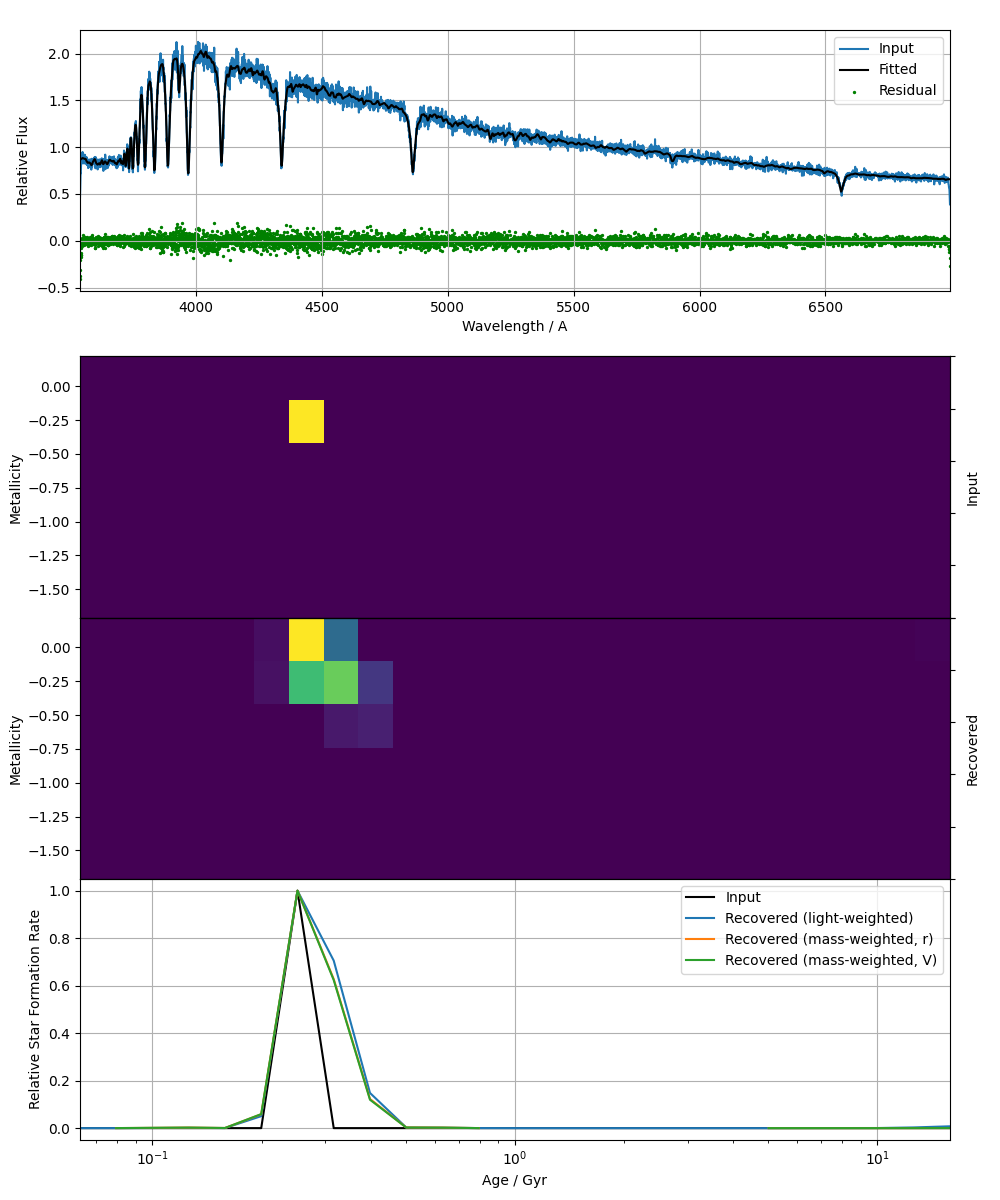 2.0
1.5
1.0
0.5
0.0
−0.5
Relative Flux
Input
Fitted
Residual
4000
4500
5000
5500
6000
6500
Wavelength / A
0.00
−0.25
−0.50
−0.75
−1.00
−1.25
−1.50
Metallicity
Input
0.00
−0.25
−0.50
−0.75
−1.00
−1.25
−1.50
Metallicity
Recovered
1.0
0.8
0.6
0.4
0.2
0.0
Relative Star Formation Rate
Input
Recovered (light-weighted)
Recovered (mass-weighted, r)
Recovered (mass-weighted, V)
10⁻¹
10⁰
10¹
Age / Gyr